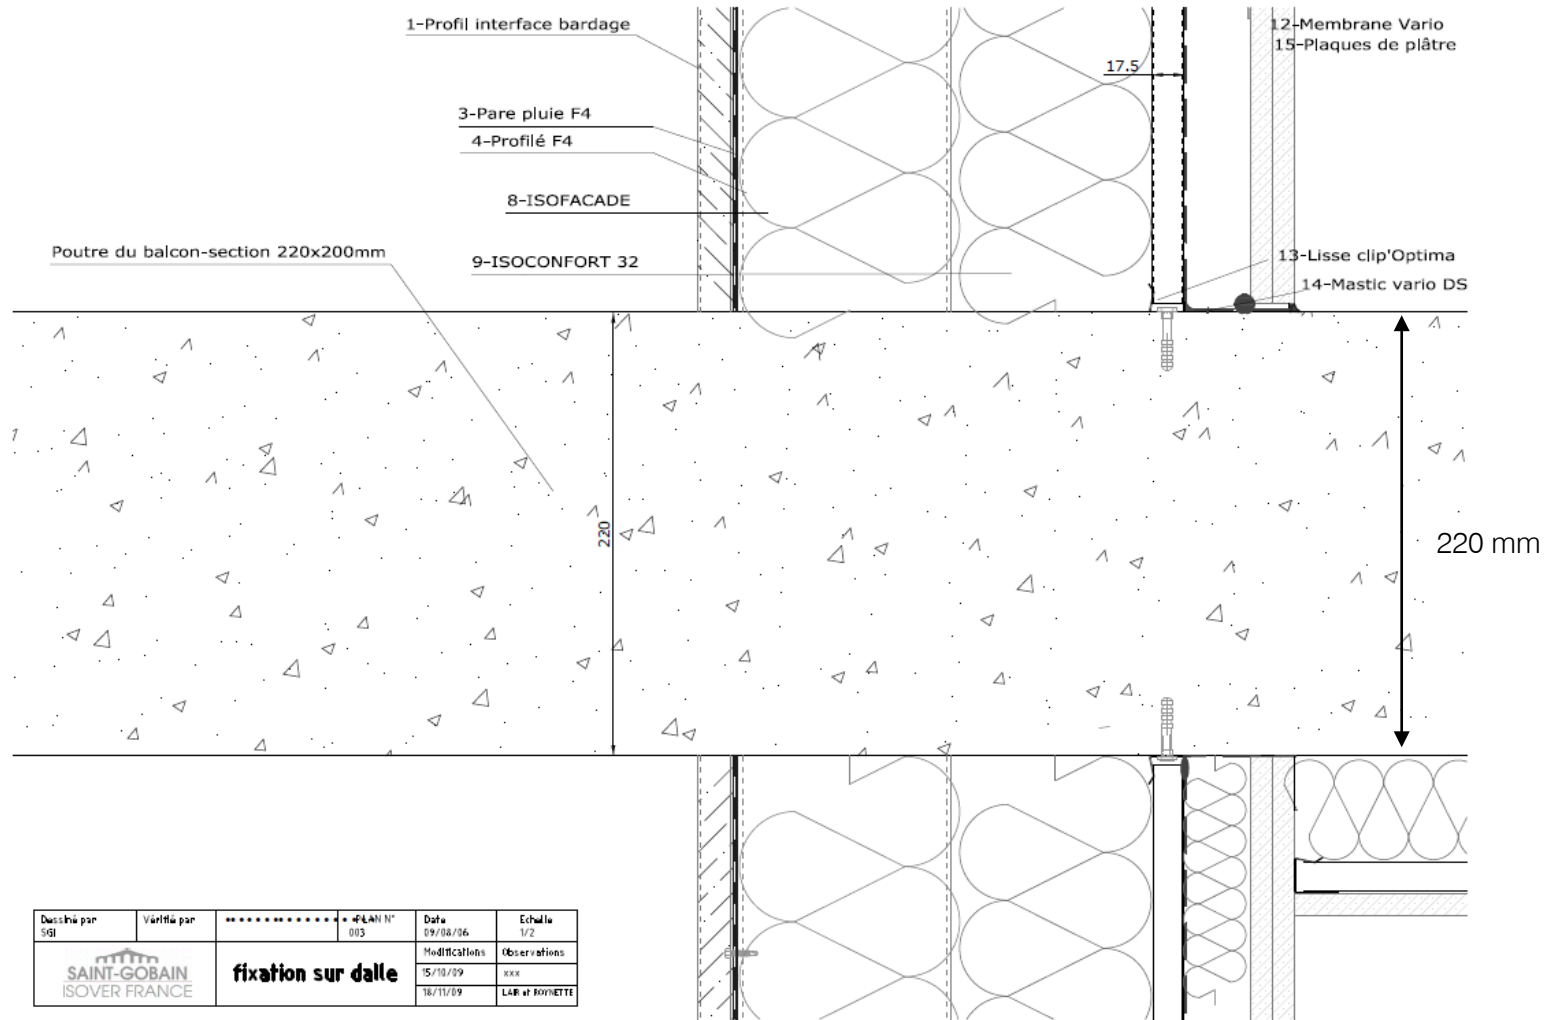 1-Profil interface bardage
12-Membrane Vario
15-Plaques de plâtre
17.5
3-Pare pluie F4
4-Profilé F4
8-ISOFACADE
Poutre du balcon-section 220x200mm
9-ISOCONFORT 32
13-Lisse clip'Optima
14-Mastic vario DS
220
220 mm
Dessiné par
SGI
Vérifié par
PLAN N°
003
Date
09/08/06
Echelle
1/2
SAINT-GOBAIN
ISOVER FRANCE
fixation sur dalle
Modifications
Observations
15/10/09
xxx
18/11/09
LAIR et ROYNETTE